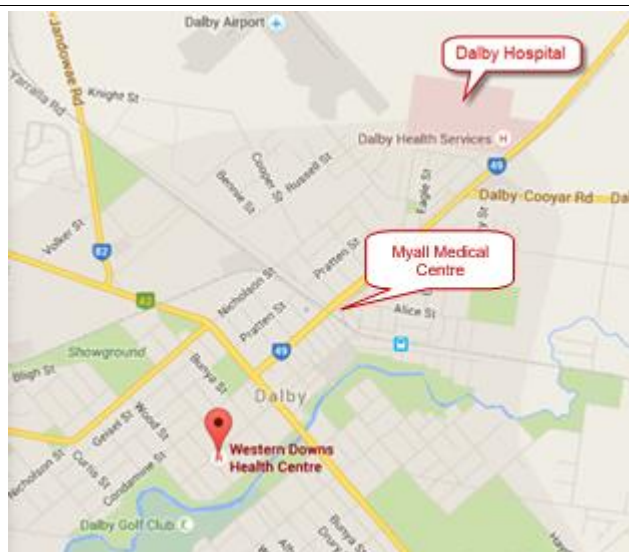 Dalby Airport
Dalby Hospital
Jandowae Rd
Yarralla Rd
Knight St
Dalby Health Services H
49
Cooper St
Russell St
Bennie St
Eagle St
Dalby-Cooyar Rd
Volker St
82
Myall Medical
Centre
Pratten St
Nicholson St
Alice St
42
Pratten St
Showground
49
Bunya St
Bligh St
Dalby
Wood St
Geisel St
Western Downs
Health Centre
Nicholson St
Curtis St
Condamine St
Dalby Golf Club
Bunya St